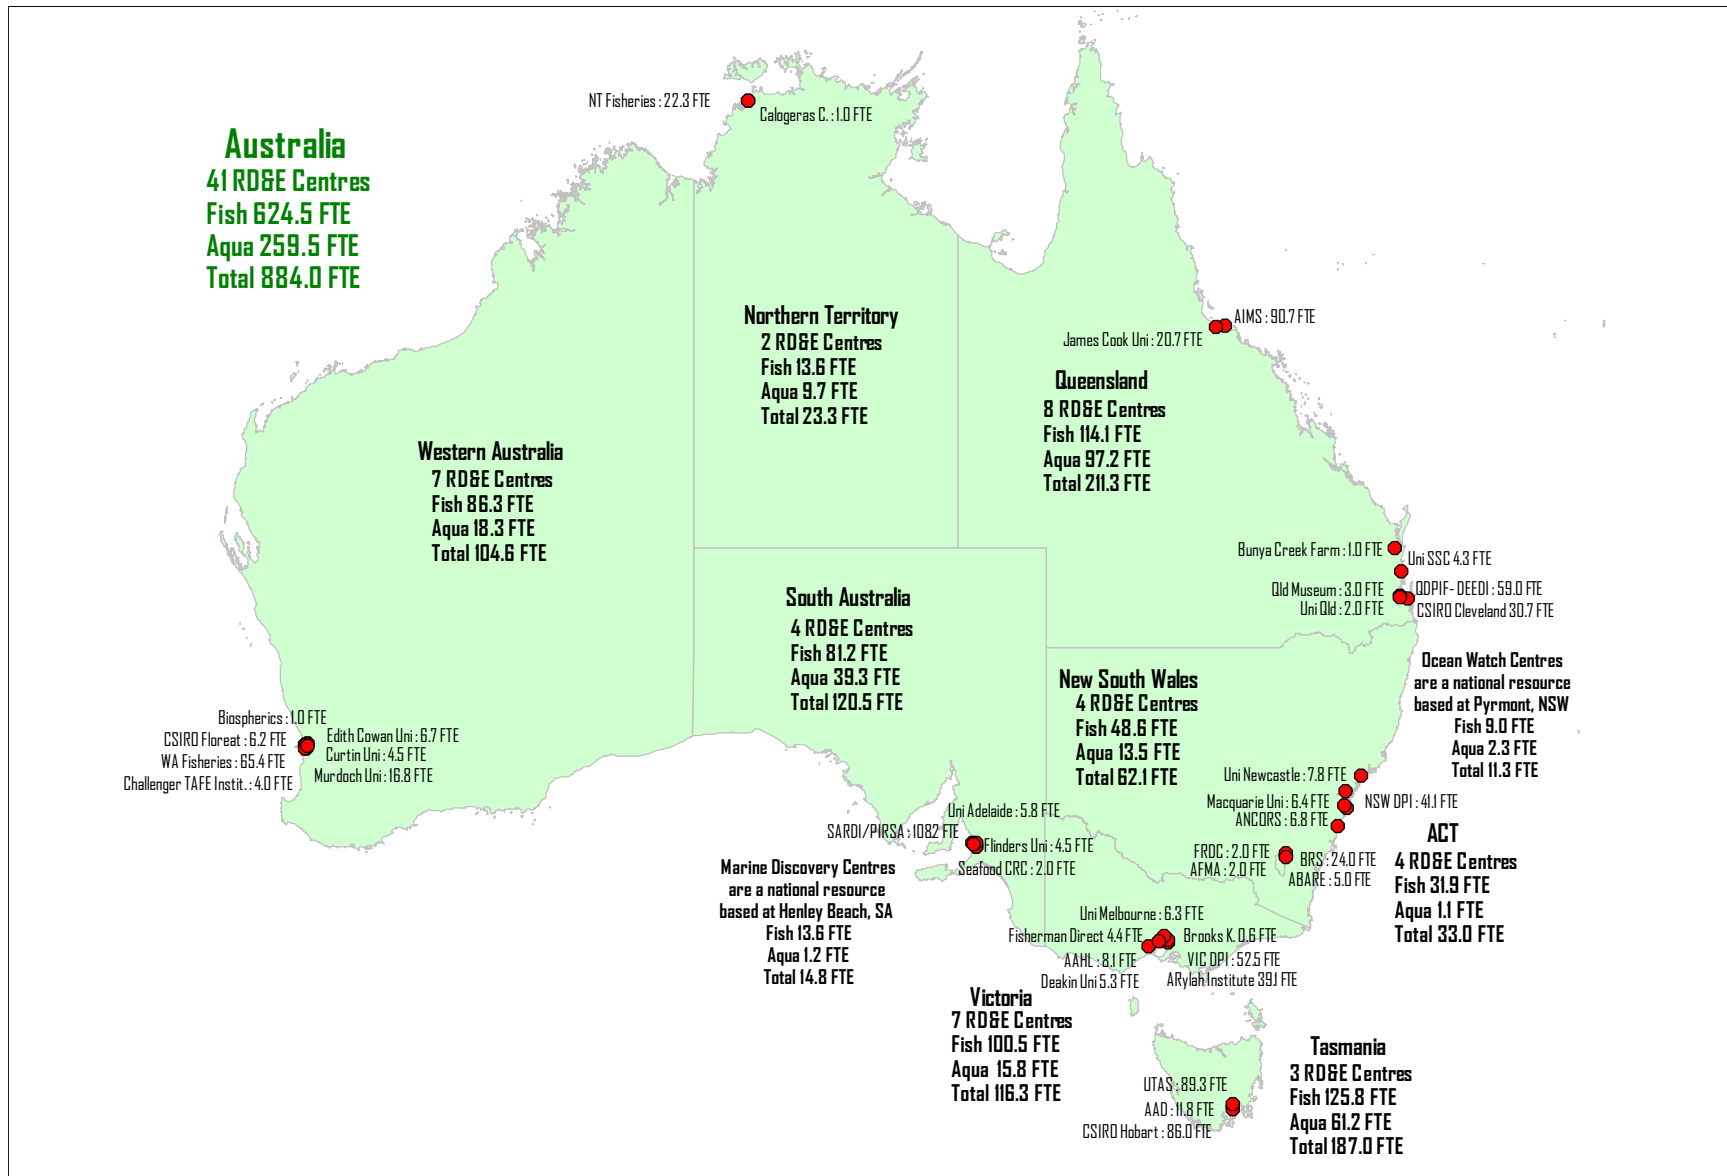 NT Fisheries : 22.3 FTE
Calogeras C. : 1.0 FTE
Australia
41 RD&E Centres
Fish 624.5 FTE
Aqua 259.5 FTE
Total 884.0 FTE
Northern Territory
2 RD&E Centres
Fish 13.6 FTE
Aqua 9.7 FTE
Total 23.3 FTE
AIMS : 90.7 FTE
James Cook Uni : 20.7 FTE
Queensland
8 RD&E Centres
Fish 114.1 FTE
Aqua 97.2 FTE
Total 211.3 FTE
Western Australia
7 RD&E Centres
Fish 86.3 FTE
Aqua 18.3 FTE
Total 104.6 FTE
Bunya Creek Farm : 1.0 FTE
Uni SSC 4.3 FTE
Qld Museum : 3.0 FTE
QDPIF- DEEDI : 59.0 FTE
Uni Qld : 2.0 FTE
CSIRO Cleveland 30.7 FTE
South Australia
4 RD&E Centres
Fish 81.2 FTE
Aqua 39.3 FTE
Total 120.5 FTE
New South Wales
4 RD&E Centres
Fish 48.6 FTE
Aqua 13.5 FTE
Total 62.1 FTE
Ocean Watch Centres
are a national resource
based at Pyrmont, NSW
Fish 9.0 FTE
Aqua 2.3 FTE
Total 11.3 FTE
Biospherics : 1.0 FTE
CSIRO Floreat : 6.2 FTE
WA Fisheries : 65.4 FTE
Challenger TAFE Instit. : 4.0 FTE
Edith Cowan Uni : 6.7 FTE
Curtin Uni : 4.5 FTE
Murdoch Uni : 16.8 FTE
Uni Newcastle : 7.8 FTE
Macquarie Uni : 6.4 FTE
NSW DPI : 41.1 FTE
ANCORS : 6.8 FTE
Uni Adelaide : 5.8 FTE
SARDI/PIRSA : 108.2 FTE
Flinders Uni : 4.5 FTE
Seafood CRC : 2.0 FTE
FRDC : 2.0 FTE
AFMA : 2.0 FTE
BRS : 24.0 FTE
ABARE : 5.0 FTE
ACT
4 RD&E Centres
Fish 31.9 FTE
Aqua 1.1 FTE
Total 33.0 FTE
Marine Discovery Centres
are a national resource
based at Henley Beach, SA
Fish 13.6 FTE
Aqua 1.2 FTE
Total 14.8 FTE
Uni Melbourne : 6.3 FTE
Fisherman Direct 4.4 FTE
Brooks K. 0.6 FTE
AAHL : 8.1 FTE
VIC DPI : 52.5 FTE
Deakin Uni 5.3 FTE
ARylah Institute 39.1 FTE
Victoria
7 RD&E Centres
Fish 100.5 FTE
Aqua 15.8 FTE
Total 116.3 FTE
UTAS : 89.3 FTE
AAD : 11.8 FTE
CSIRO Hobart : 86.0 FTE
Tasmania
3 RD&E Centres
Fish 125.8 FTE
Aqua 61.2 FTE
Total 187.0 FTE